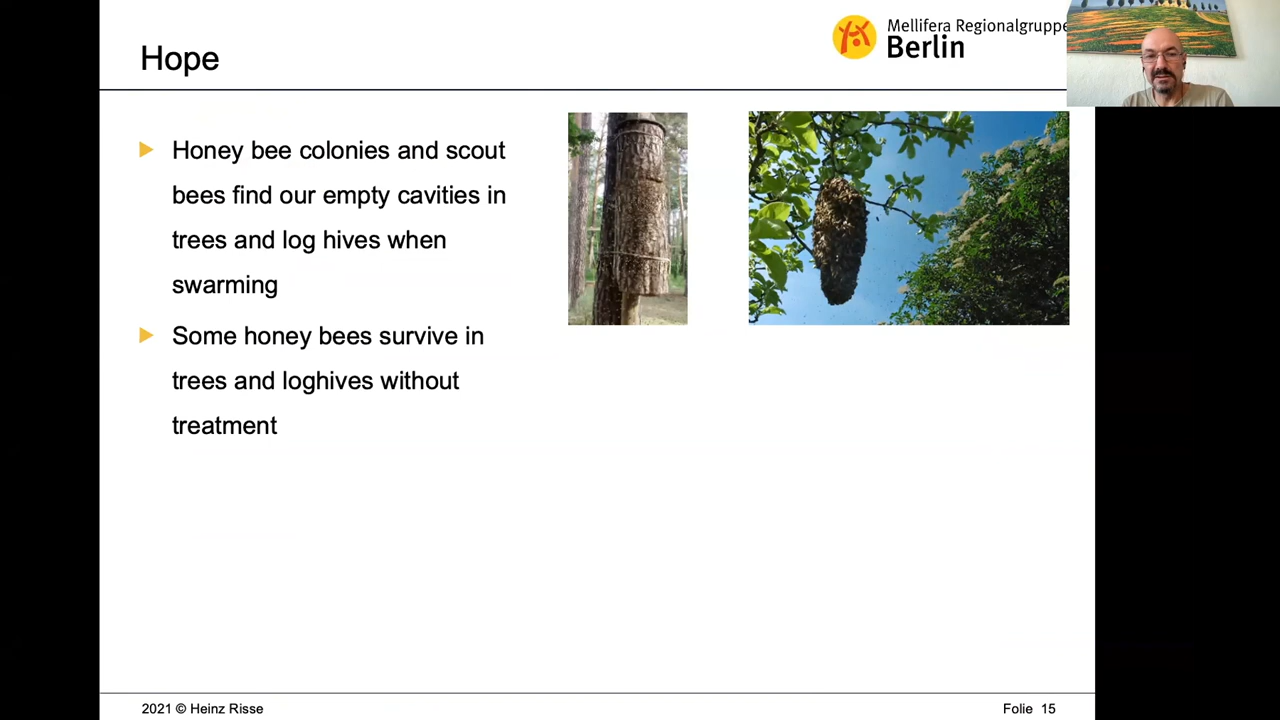 Hope
Mellifera Regionalgruppe
Berlin
Honey bee colonies and scout
bees find our empty cavities in
trees and log hives when
swarming
Some honey bees survive in
trees and loghives without
treatment
2021 © Heinz Risse
Folie 15